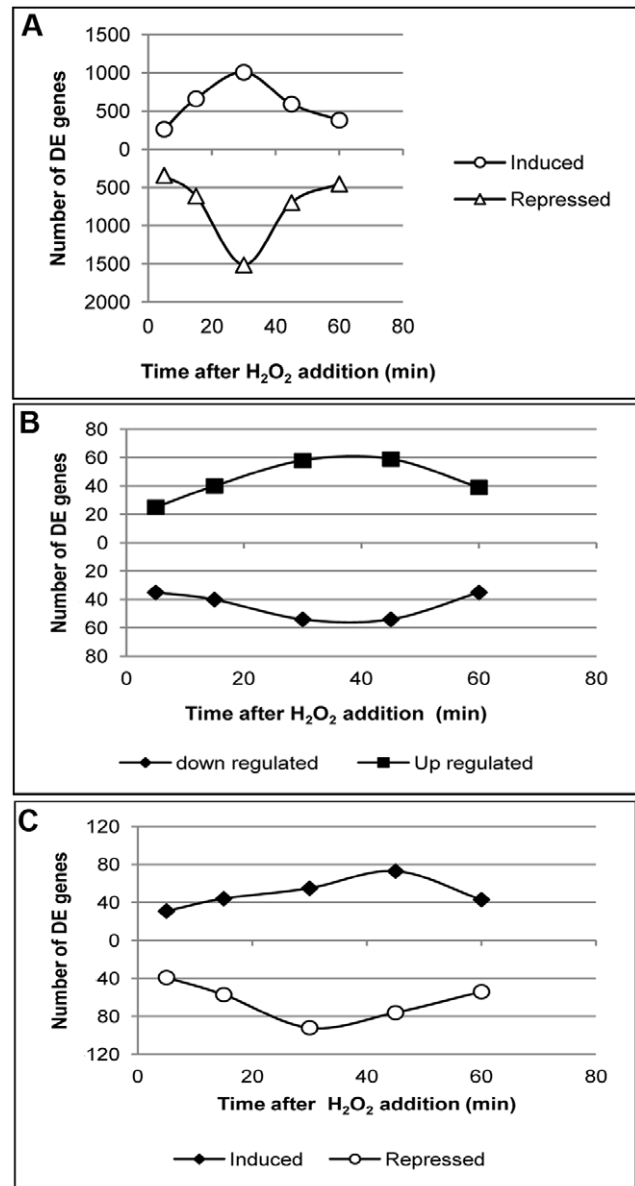 A
1500
1000
500
0
500
1000
1500
2000
Number of DE genes
0 20 40 60 80
Time after H₂O₂ addition (min)
Induced
Repressed
B
80
60
40
20
0
20
40
60
80
Number of DE genes
0 20 40 60 80
Time after H₂O₂ addition (min)
down regulated Up regulated
C
120
80
40
0
40
80
120
Number of DE genes
0 20 40 60 80
Time after H₂O₂ addition (min)
Induced Repressed